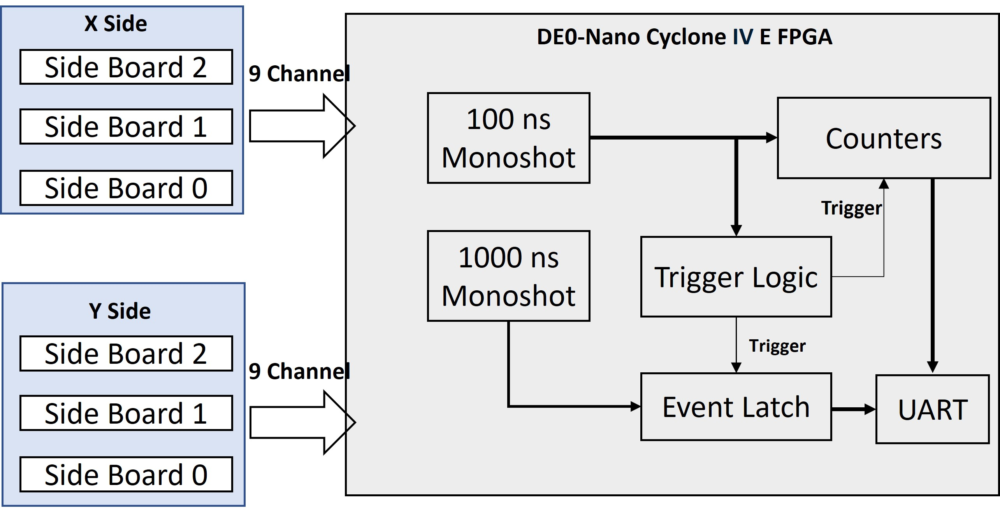 X Side
Side Board 2
Side Board 1
Side Board 0
9 Channel
Y Side
Side Board 2
Side Board 1
Side Board 0
9 Channel
DE0-Nano Cyclone IV E FPGA
100 ns
Monoshot
Counters
Trigger
1000 ns
Monoshot
Trigger Logic
Trigger
Event Latch
UART